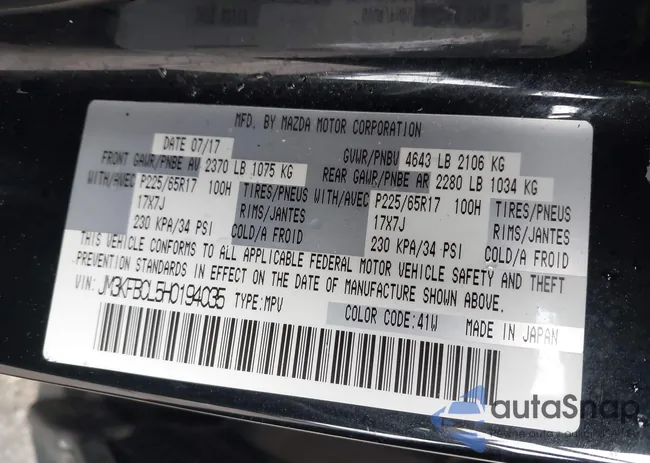 MFD. BY MAZDA MOTOR CORPORATION
DATE 07/17 GVWR/PNBV 4643 LB 2106 KG
FRONT GAWR/PNBE AV 2370 LB 1075 KG REAR GAWR/PNBE AR 2280 LB 1034 KG
WITH/AVEC P225/65R17 100H TIRES/PNEUS WITH/AVEC P225/65R17 100H TIRES/PNEUS
17X7J RIMS/JANTES 17X7J RIMS/JANTES
230 KPA/34 PSI COLD/A FROID 230 KPA/34 PSI COLD/A FROID
THIS VEHICLE CONFORMS TO ALL APPLICABLE FEDERAL MOTOR VEHICLE SAFETY AND THEFT
PREVENTION STANDARDS IN EFFECT ON THE DATE OF MANUFACTURE SHOWN ABOVE.
VIN: JM3KFBCL5H0194035 TYPE:MPV
COLOR CODE:41W MADE IN JAPAN
autaSnap